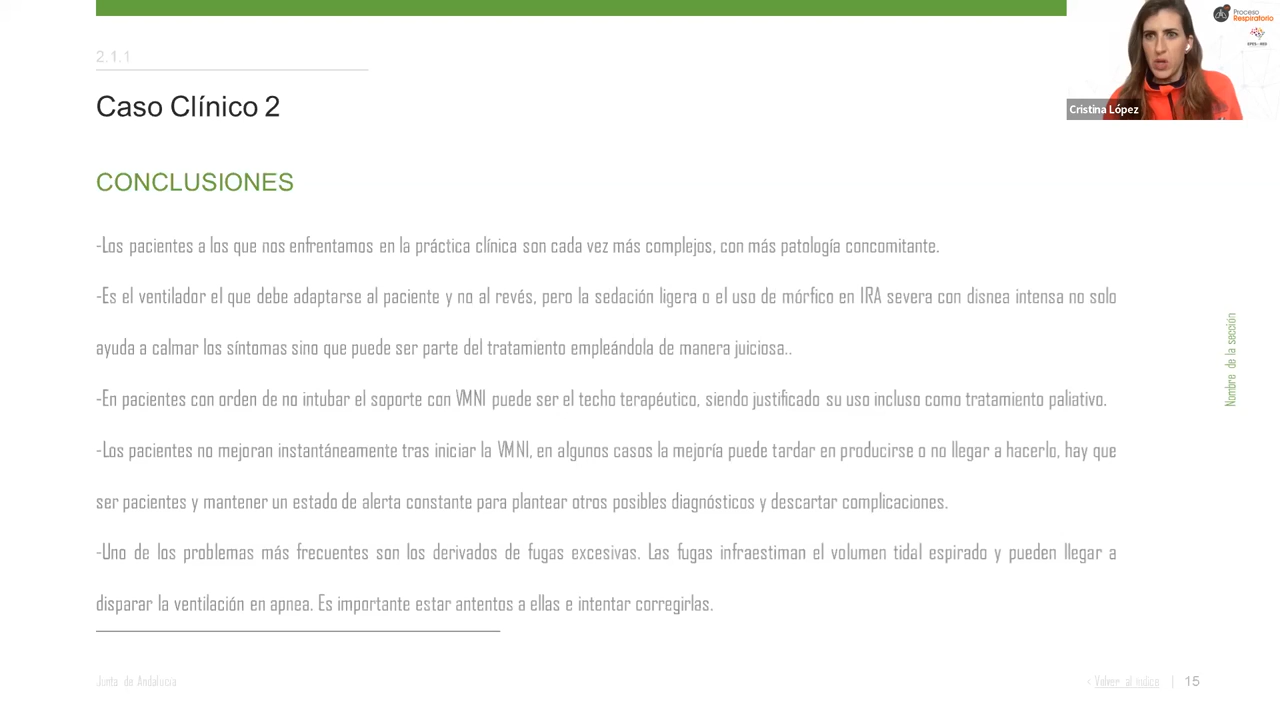 Proceso
Respiratorio
2.1.1
Caso Clínico 2
Cristina López
CONCLUSIONES
-Los pacientes a los que nos enfrentamos en la práctica clínica son cada vez más complejos, con más patología concomitante.
-Es el ventilador el que debe adaptarse al paciente y no al revés, pero la sedación ligera o el uso de mórfico en IRA severa con disnea intensa no solo
ayuda a calmar los síntomas sino que puede ser parte del tratamiento empleándola de manera juiciosa..
-En pacientes con orden de no intubar el soporte con VMNI puede ser el techo terapéutico, siendo justificado su uso incluso como tratamiento paliativo.
-Los pacientes no mejoran instantáneamente tras iniciar la VMNI, en algunos casos la mejoría puede tardar en producirse o no llegar a hacerlo, hay que
ser pacientes y mantener un estado de alerta constante para plantear otros posibles diagnósticos y descartar complicaciones.
-Uno de los problemas más frecuentes son los derivados de fugas excesivas. Las fugas infraestiman el volumen tidal espirado y pueden llegar a
disparar la ventilación en apnea. Es importante estar antentos a ellas e intentar corregirlas.
Nombre de la sección
Junta de Andalucía
< Volver al índice | 15